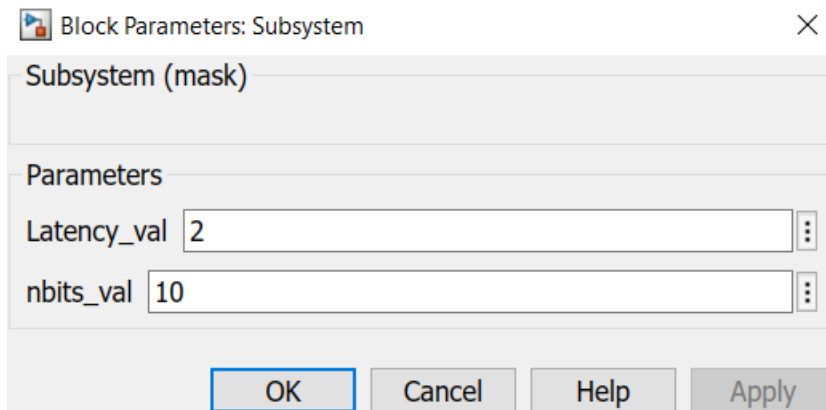 Block Parameters: Subsystem
Subsystem (mask)
Parameters
Latency_val 2
nbits_val 10
OK Cancel Help Apply